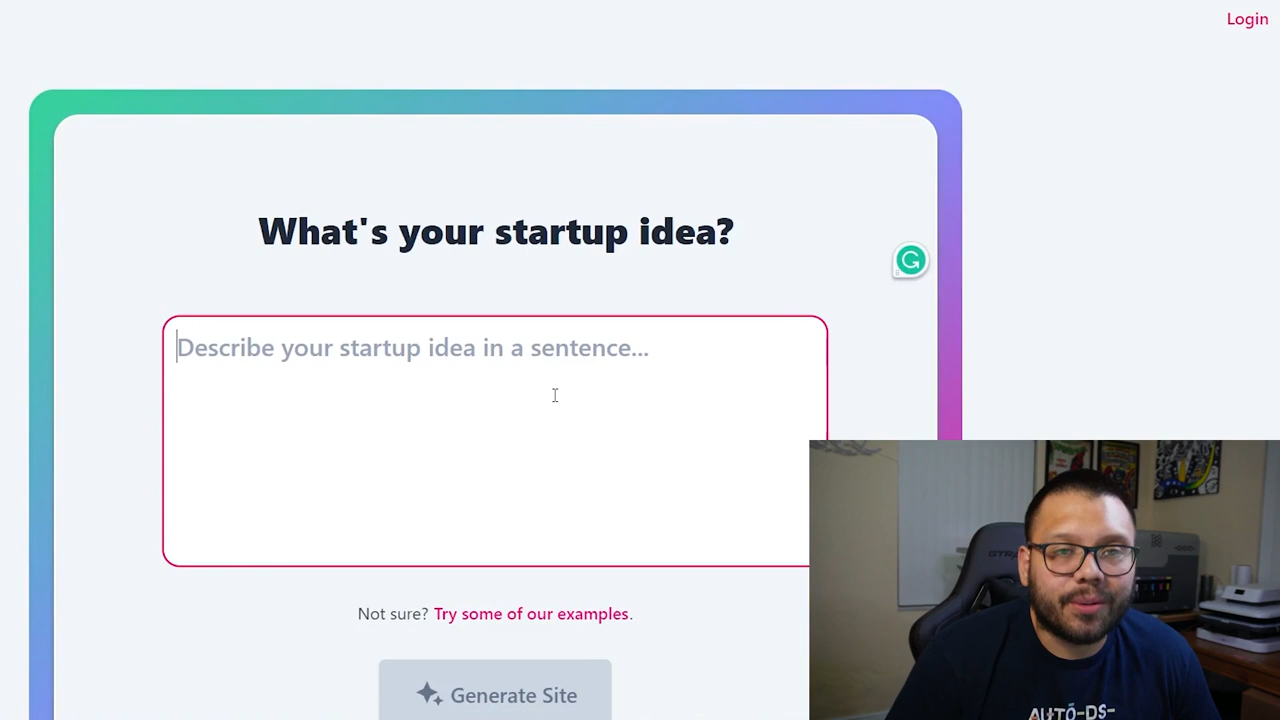 Login
What's your startup idea?
Describe your startup idea in a sentence...
Not sure? Try some of our examples.
Generate Site
AUTO-DS-